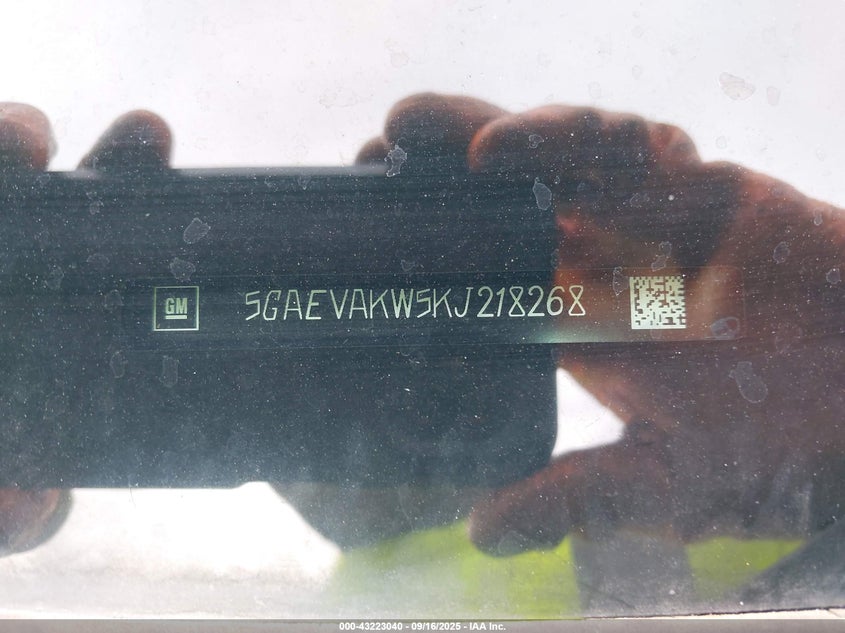 GM 5GAEVAKW5KJ218268
000-43223040 - 09/16/2025 - IAA Inc.